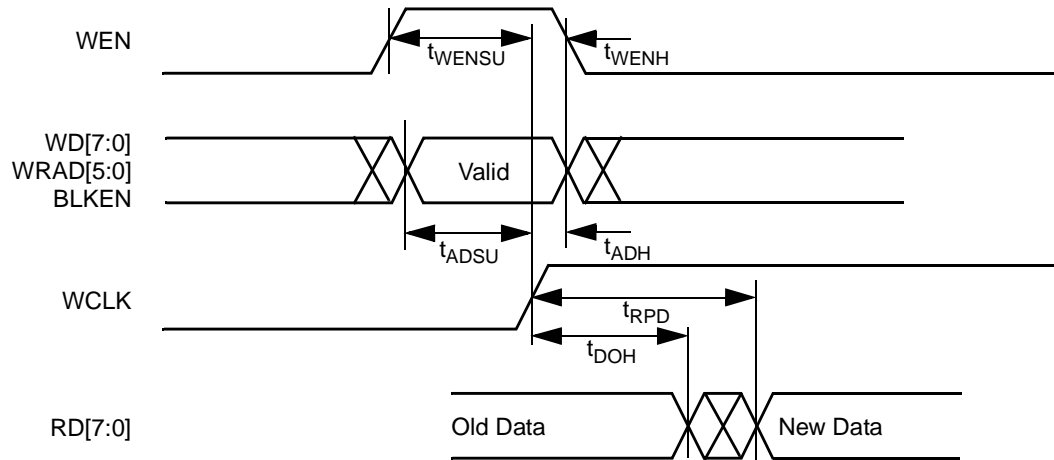 WEN
tWENSU
tWENH
WD[7:0]
WRAD[5:0]
BLKEN
Valid
tADSU
tADH
WCLK
tRPD
tDOH
RD[7:0]
Old Data
New Data